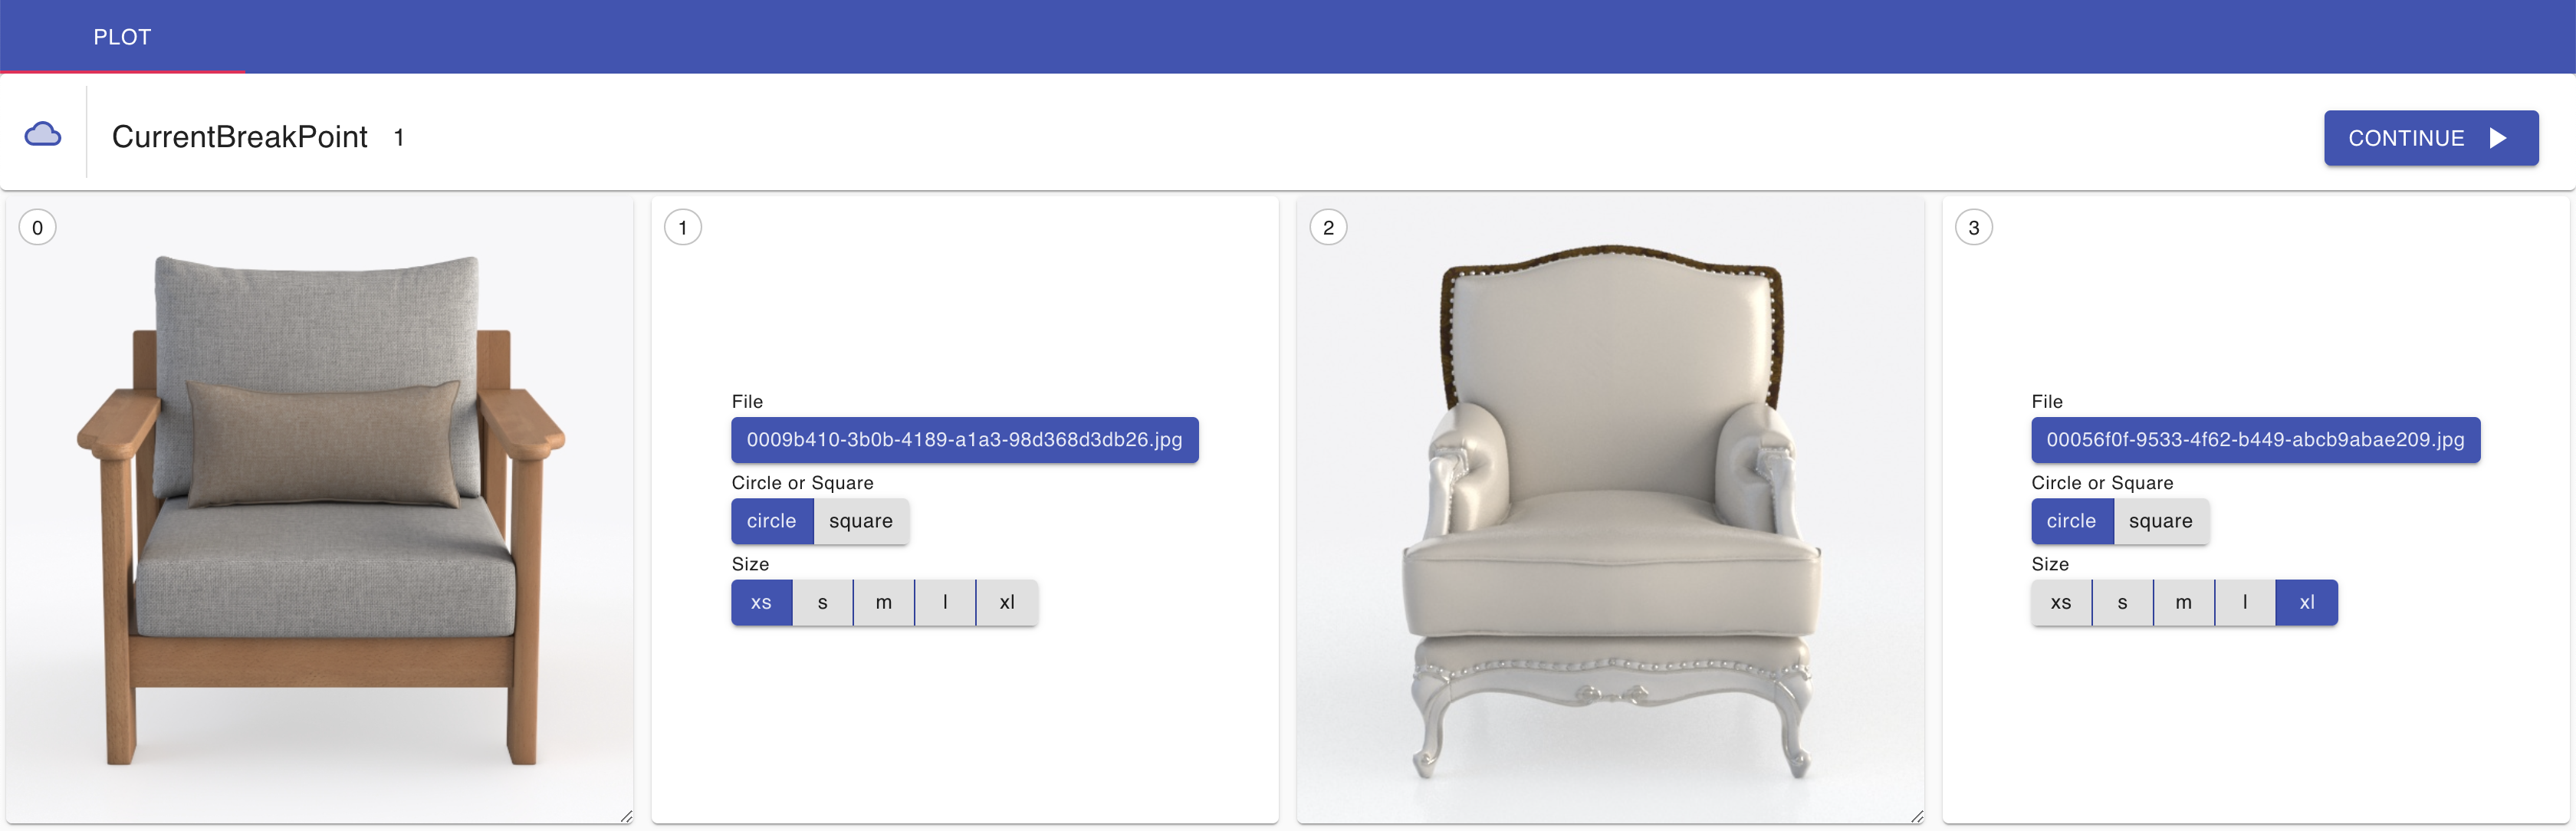 PLOT
CurrentBreakPoint 1
CONTINUE
0
1
File
0009b410-3b0b-4189-a1a3-98d368d3db26.jpg
Circle or Square
circle square
Size
xs s m l xl
2
3
File
00056f0f-9533-4f62-b449-abcb9abae209.jpg
Circle or Square
circle square
Size
xs s m l xl